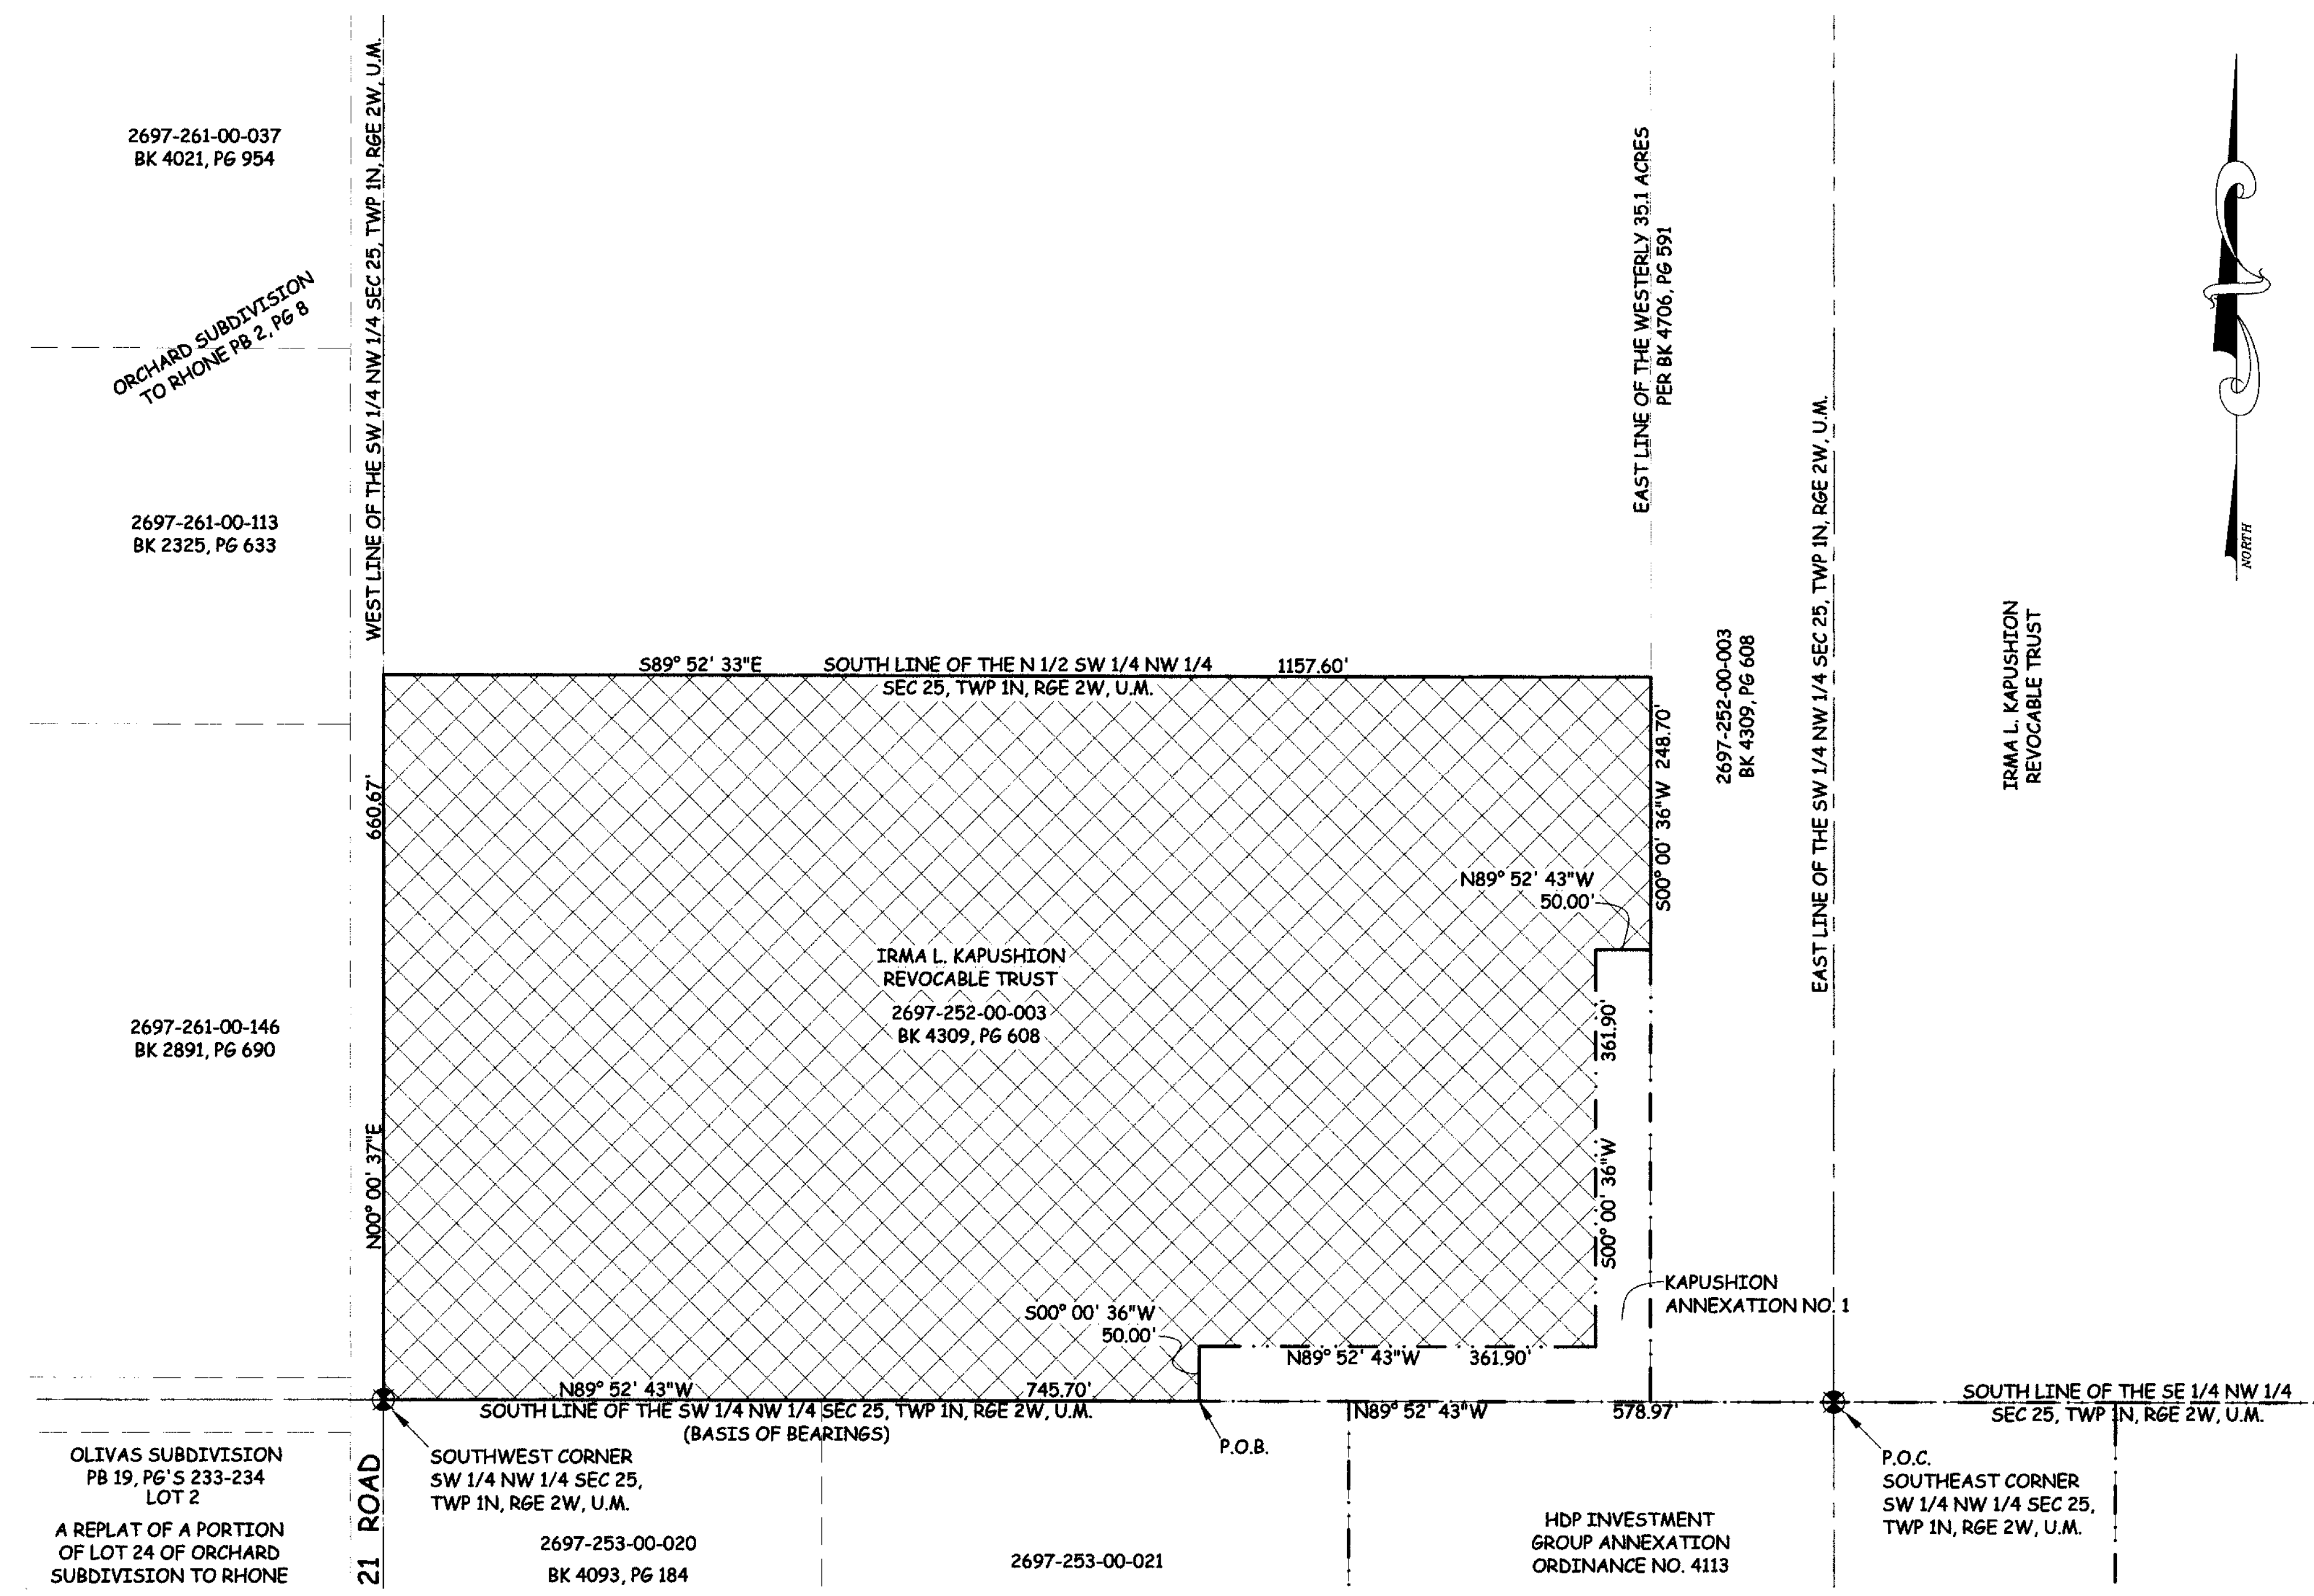 2697-261-00-037
BK 4021, PG 954
ORCHARD SUBDIVISION
TO RHONE PB 2, PG 8
2697-261-00-113
BK 2325, PG 633
2697-261-00-146
BK 2891, PG 690
WEST LINE OF THE SW 1/4 NW 1/4 SEC 25, TWP 1N, RGE 2W, U.M.
660.67'
N00° 00' 37"E
EAST LINE OF THE WESTERLY 35.1 ACRES
PER BK 4706, PG 591
EAST LINE OF THE SW 1/4 NW 1/4 SEC 25, TWP 1N, RGE 2W, U.M.
NORTH
IRMA L. KAPUSHION
REVOCABLE TRUST
2697-252-00-003
BK 4309, PG 608
S89° 52' 33"E SOUTH LINE OF THE N 1/2 SW 1/4 NW 1/4 1157.60'
SEC 25, TWP 1N, RGE 2W, U.M.
S00° 00' 36"W 248.70'
N89° 52' 43"W
50.00'
IRMA L. KAPUSHION
REVOCABLE TRUST
2697-252-00-003
BK 4309, PG 608
361.90'
S00° 00' 36"W
KAPUSHION
ANNEXATION NO. 1
S00° 00' 36"W
50.00'
N89° 52' 43"W 361.90'
N89° 52' 43"W 745.70'
SOUTH LINE OF THE SW 1/4 NW 1/4 SEC 25, TWP 1N, RGE 2W, U.M.
(BASIS OF BEARINGS)
N89° 52' 43"W 578.97'
SOUTH LINE OF THE SE 1/4 NW 1/4
SEC 25, TWP 1N, RGE 2W, U.M.
P.O.B.
P.O.C.
SOUTHEAST CORNER
SW 1/4 NW 1/4 SEC 25,
TWP 1N, RGE 2W, U.M.
SOUTHWEST CORNER
SW 1/4 NW 1/4 SEC 25,
TWP 1N, RGE 2W, U.M.
OLIVAS SUBDIVISION
PB 19, PG'S 233-234
LOT 2
A REPLAT OF A PORTION
OF LOT 24 OF ORCHARD
SUBDIVISION TO RHONE
21 ROAD
2697-253-00-020
BK 4093, PG 184
2697-253-00-021
HDP INVESTMENT
GROUP ANNEXATION
ORDINANCE NO. 4113